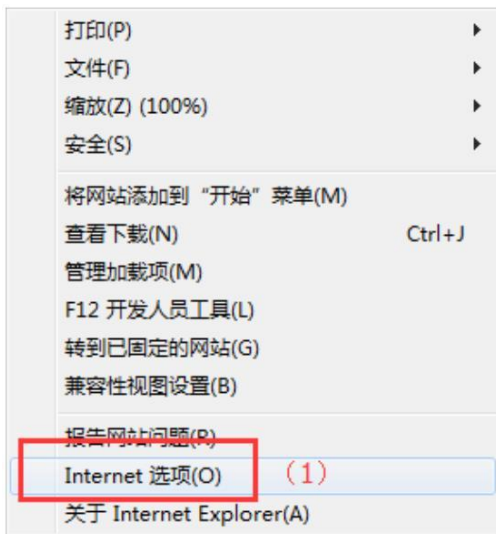 打印(P)
文件(F)
缩放(Z) (100%)
安全(S)
将网站添加到“开始”菜单(M)
查看下载(N) Ctrl+J
管理加载项(M)
F12 开发人员工具(L)
转到已固定的网站(G)
兼容性视图设置(B)
报告网站问题(R)
Internet 选项(O) （1）
关于 Internet Explorer(A)